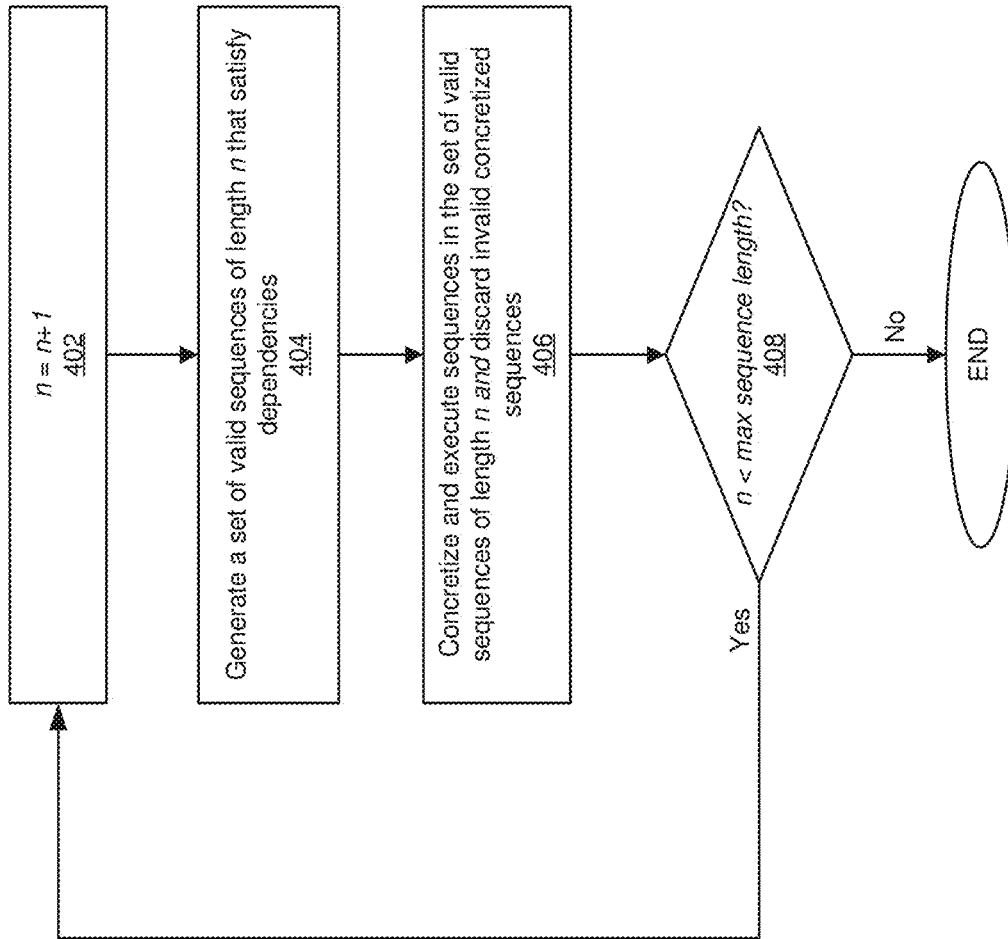 n = n+1
402
Generate a set of valid sequences of length n that satisfy
dependencies
404
Concretize and execute sequences in the set of valid
sequences of length n and discard invalid concretized
sequences
406
n < max sequence length?
408
Yes
No
END